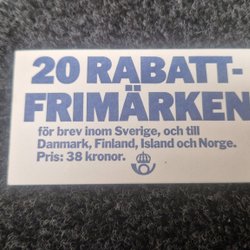 20 RABATT-
FRIMÄRKEN
för brev inom Sverige, och till
Danmark, Finland, Island och Norge.
Pris: 38 kronor.